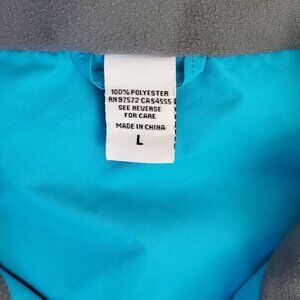 100% POLYESTER
RN 97572 CA 54555
SEE REVERSE
FOR CARE
MADE IN CHINA
L